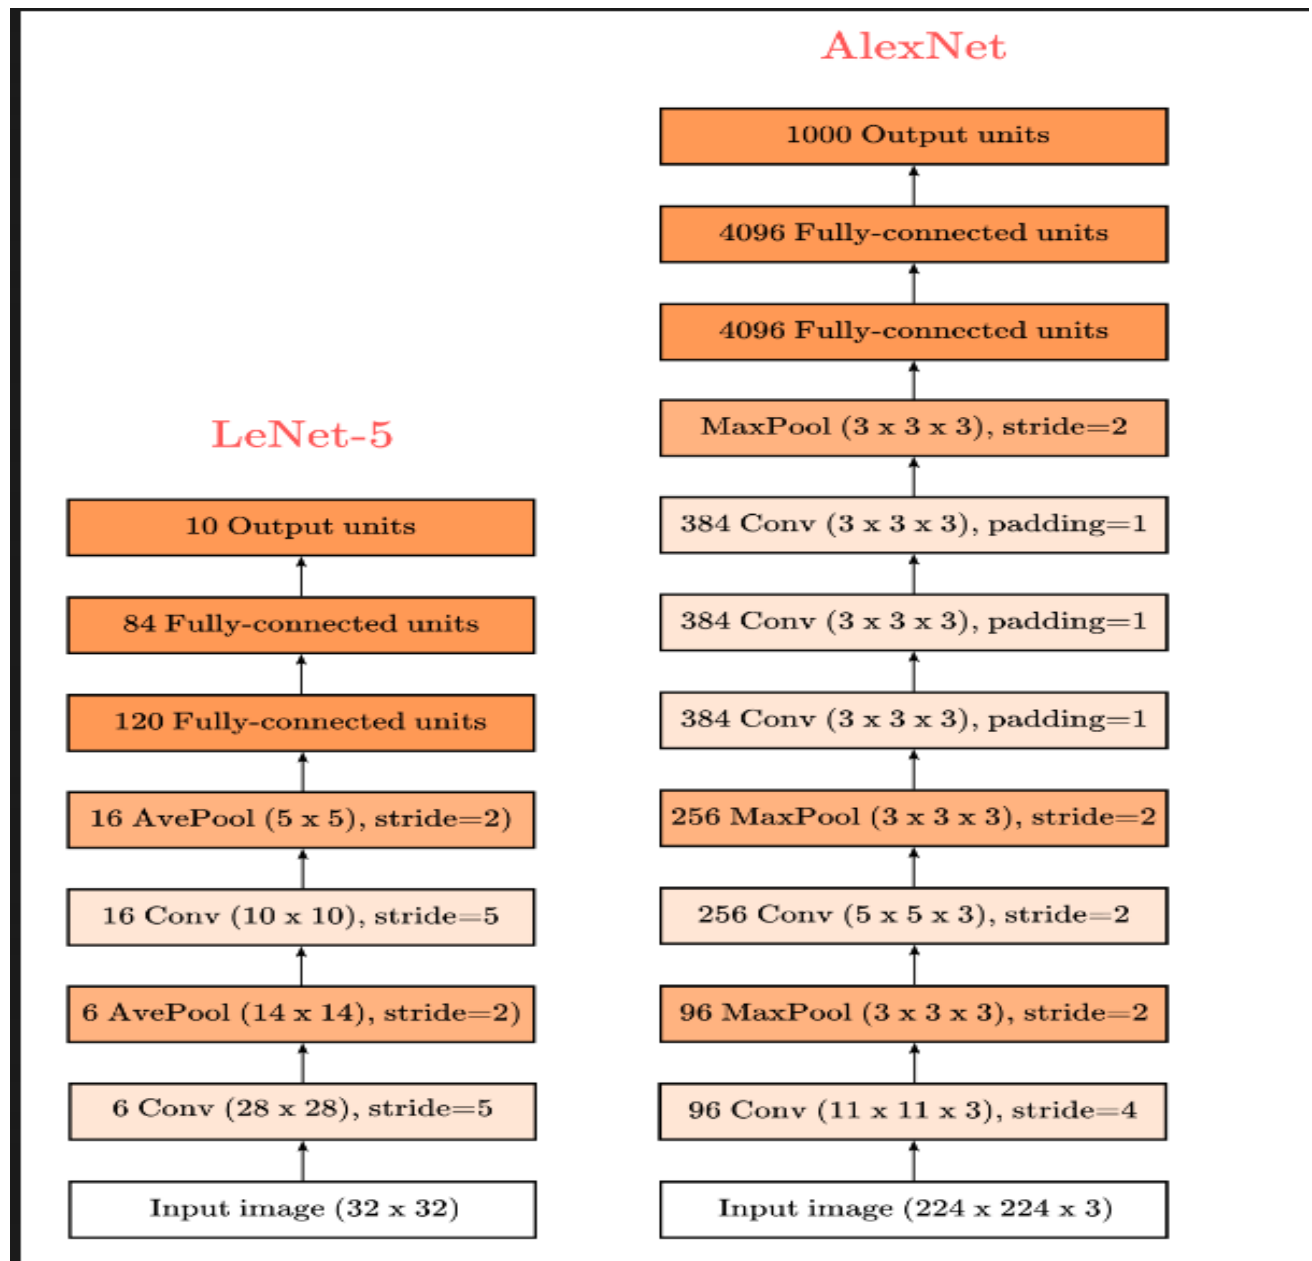 AlexNet
1000 Output units
4096 Fully-connected units
4096 Fully-connected units
MaxPool (3 x 3 x 3), stride=2
384 Conv (3 x 3 x 3), padding=1
384 Conv (3 x 3 x 3), padding=1
384 Conv (3 x 3 x 3), padding=1
256 MaxPool (3 x 3 x 3), stride=2
256 Conv (5 x 5 x 3), stride=2
96 MaxPool (3 x 3 x 3), stride=2
96 Conv (11 x 11 x 3), stride=4
Input image (224 x 224 x 3)
LeNet-5
10 Output units
84 Fully-connected units
120 Fully-connected units
16 AvePool (5 x 5), stride=2)
16 Conv (10 x 10), stride=5
6 AvePool (14 x 14), stride=2)
6 Conv (28 x 28), stride=5
Input image (32 x 32)